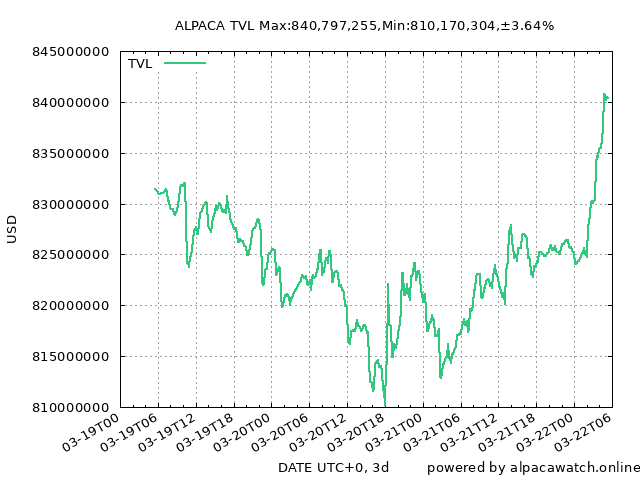 ALPACA TVL Max:840,797,255,Min:810,170,304,±3.64%
TVL
845000000
840000000
835000000
830000000
825000000
820000000
815000000
810000000
USD
03-19T00
03-19T06
03-19T12
03-19T18
03-20T00
03-20T06
03-20T12
03-20T18
03-21T00
03-21T06
03-21T12
03-21T18
03-22T00
03-22T06
DATE UTC+0, 3d
powered by alpacawatch.online